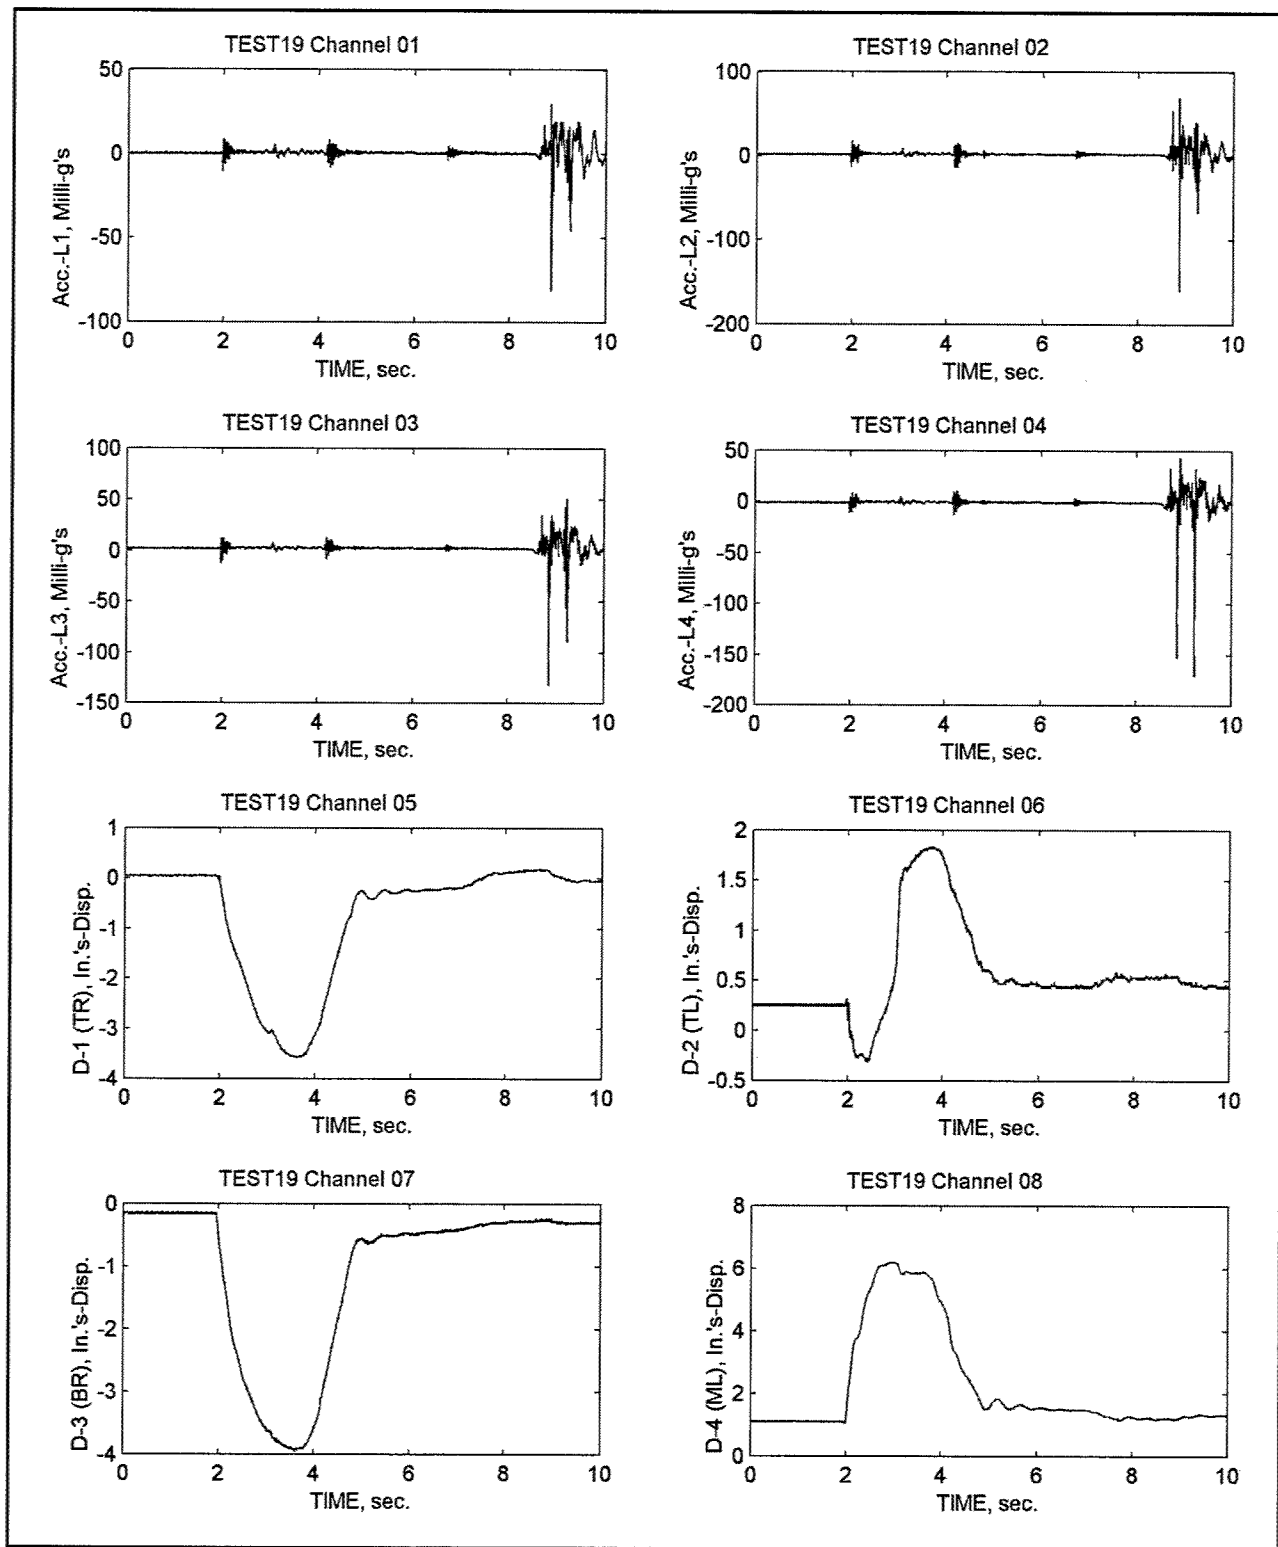 TEST19 Channel 01
50
0
-50
-100
Acc.-L1, Milli-g's
0 2 4 6 8 10
TIME, sec.
TEST19 Channel 02
100
0
-100
-200
Acc.-L2, Milli-g's
0 2 4 6 8 10
TIME, sec.
TEST19 Channel 03
100
50
0
-50
-100
-150
Acc.-L3, Milli-g's
0 2 4 6 8 10
TIME, sec.
TEST19 Channel 04
50
0
-50
-100
-150
-200
Acc.-L4, Milli-g's
0 2 4 6 8 10
TIME, sec.
TEST19 Channel 05
1
0
-1
-2
-3
-4
D-1 (TR), In.'s-Disp.
0 2 4 6 8 10
TIME, sec.
TEST19 Channel 06
2
1.5
1
0.5
0
-0.5
D-2 (TL), In.'s-Disp.
0 2 4 6 8 10
TIME, sec.
TEST19 Channel 07
0
-1
-2
-3
-4
D-3 (BR), In.'s-Disp.
0 2 4 6 8 10
TIME, sec.
TEST19 Channel 08
8
6
4
2
0
D-4 (ML), In.'s-Disp.
0 2 4 6 8 10
TIME, sec.